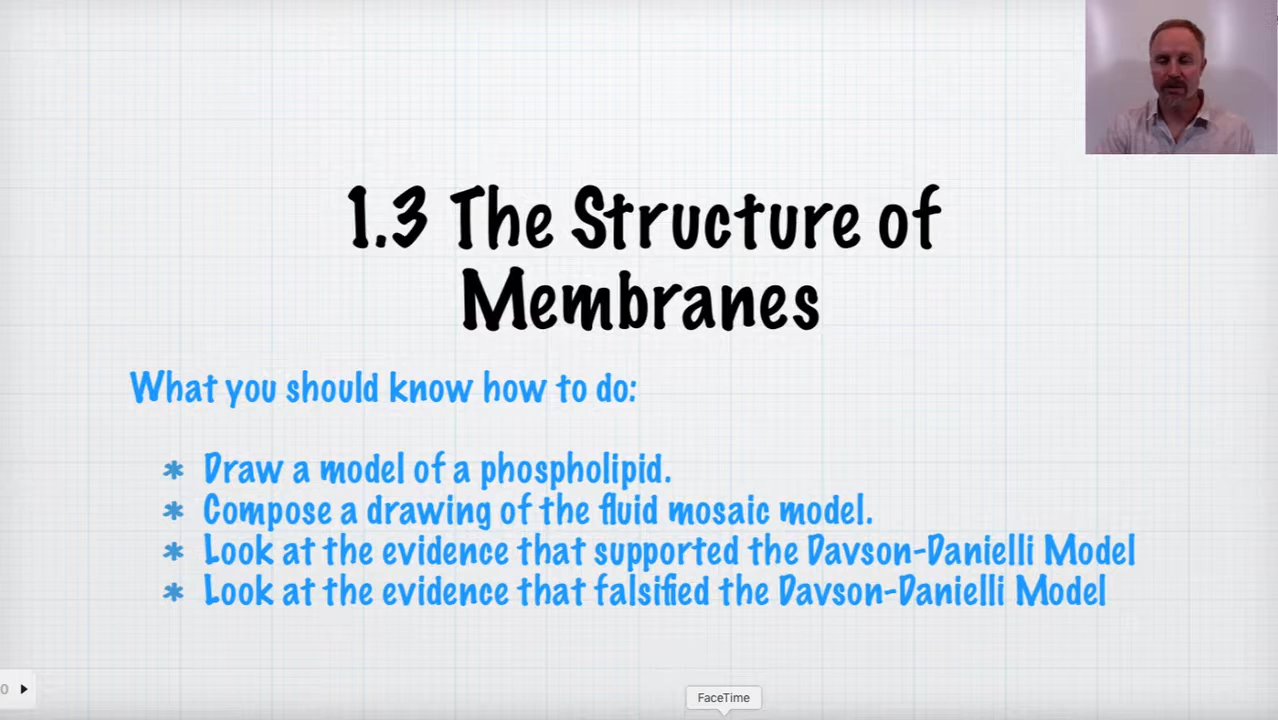 1.3 The Structure of
Membranes
What you should know how to do:
* Draw a model of a phospholipid.
* Compose a drawing of the fluid mosaic model.
* Look at the evidence that supported the Davson-Danielli Model
* Look at the evidence that falsified the Davson-Danielli Model
0
FaceTime